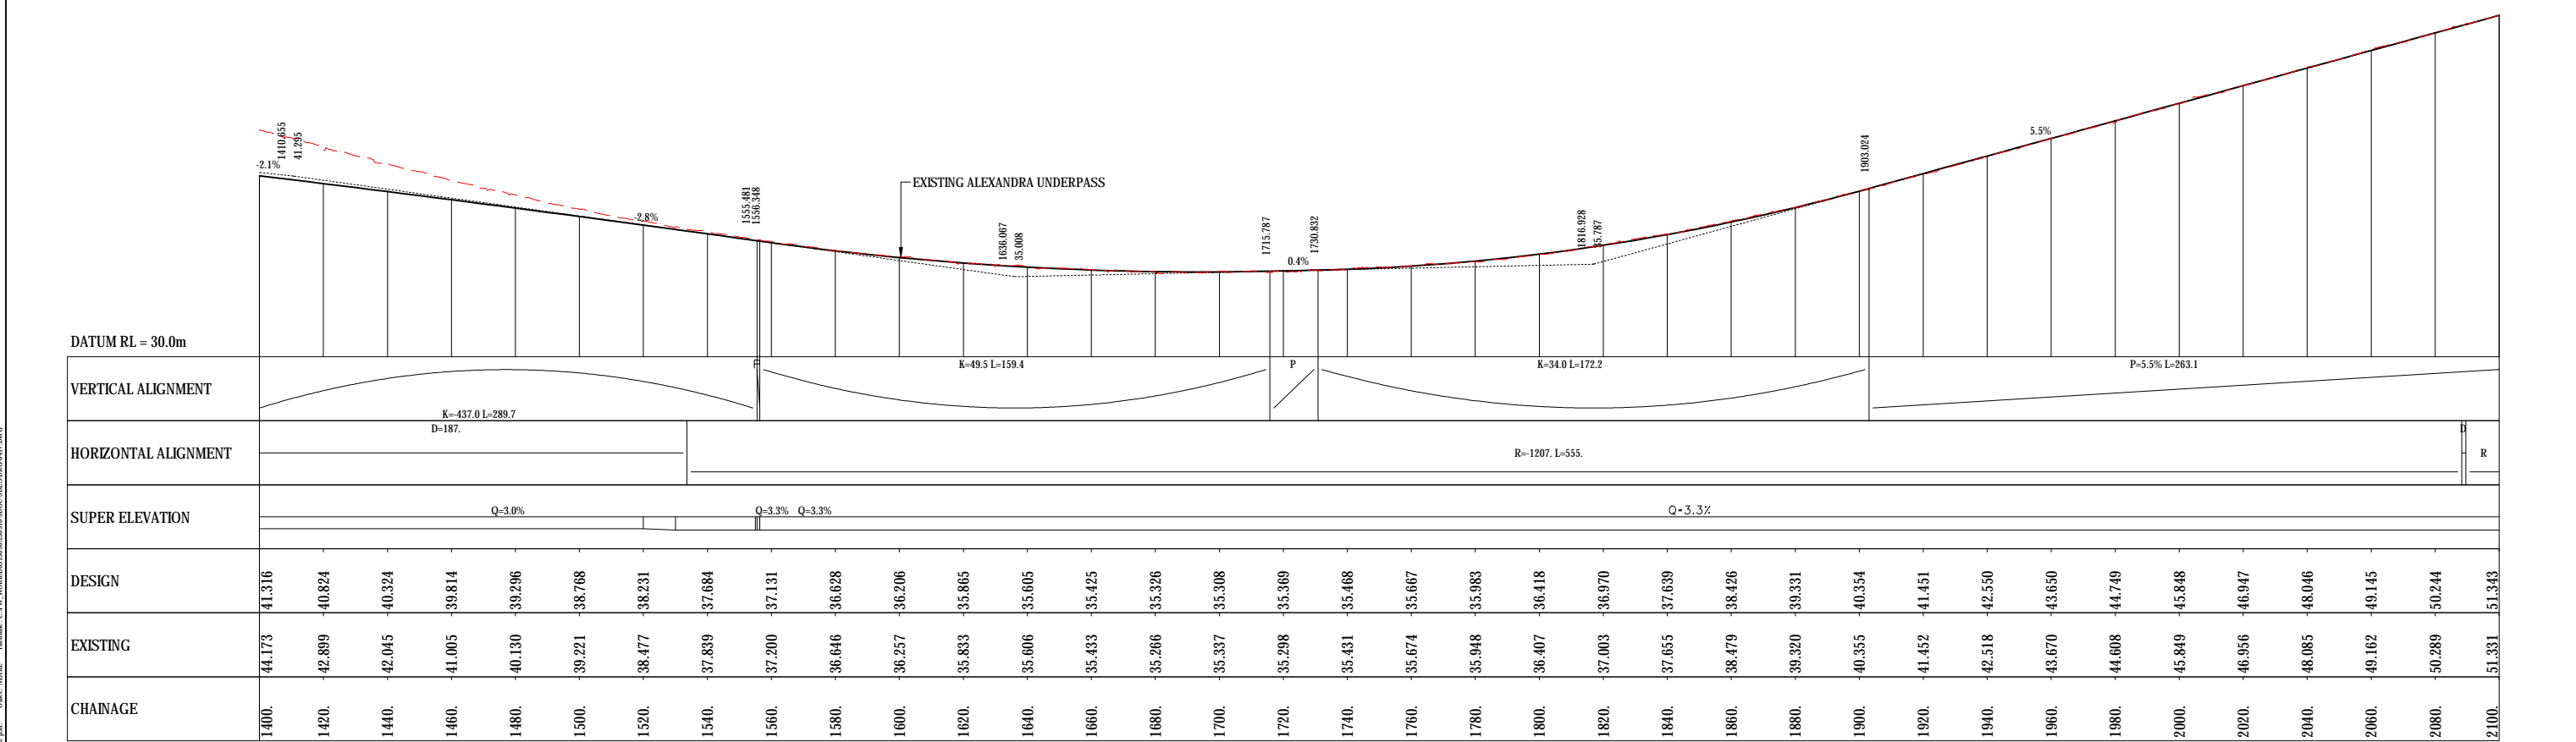 1410.655
41.295
-2.1%
-2.8%
1555.481
1556.348
EXISTING ALEXANDRA UNDERPASS
1636.067
35.008
1715.787
0.4%
1730.832
1816.928
35.787
1903.024
5.5%
DATUM RL = 30.0m
VERTICAL ALIGNMENT
K=-437.0 L=289.7
P
K=49.5 L=159.4
P
K=34.0 L=172.2
P=5.5% L=263.1
HORIZONTAL ALIGNMENT
D=187.
R=-1207. L=555.
D
R
SUPER ELEVATION
Q=3.0%
Q=3.3% Q=3.3%
Q=3.3%
DESIGN 41.316 40.824 40.324 39.814 39.296 38.768 38.231 37.684 37.131 36.628 36.206 35.865 35.605 35.425 35.326 35.308 35.369 35.468 35.667 35.983 36.418 36.970 37.639 38.426 39.331 40.354 41.451 42.550 43.650 44.749 45.848 46.947 48.046 49.145 50.244 51.343
EXISTING 44.173 42.899 42.045 41.005 40.130 39.221 38.477 37.839 37.200 36.646 36.257 35.833 35.606 35.433 35.266 35.337 35.298 35.431 35.674 35.948 36.407 37.003 37.655 38.479 39.320 40.355 41.452 42.518 43.670 44.608 45.849 46.956 48.085 49.162 50.289 51.331
CHAINAGE 1400. 1420. 1440. 1460. 1480. 1500. 1520. 1540. 1560. 1580. 1600. 1620. 1640. 1660. 1680. 1700. 1720. 1740. 1760. 1780. 1800. 1820. 1840. 1860. 1880. 1900. 1920. 1940. 1960. 1980. 2000. 2020. 2040. 2060. 2080. 2100.